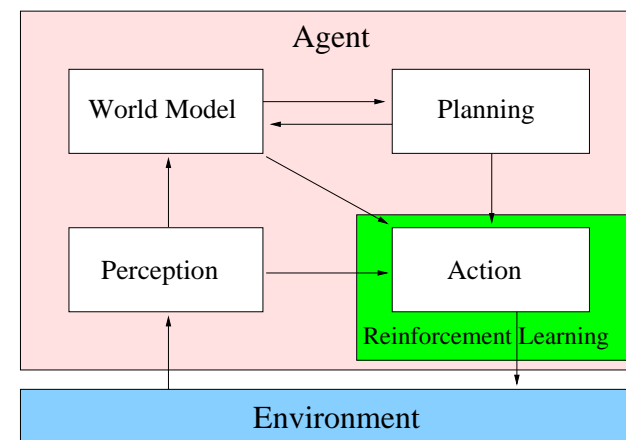 Agent
World Model
Planning
Perception
Action
Reinforcement Learning
Environment